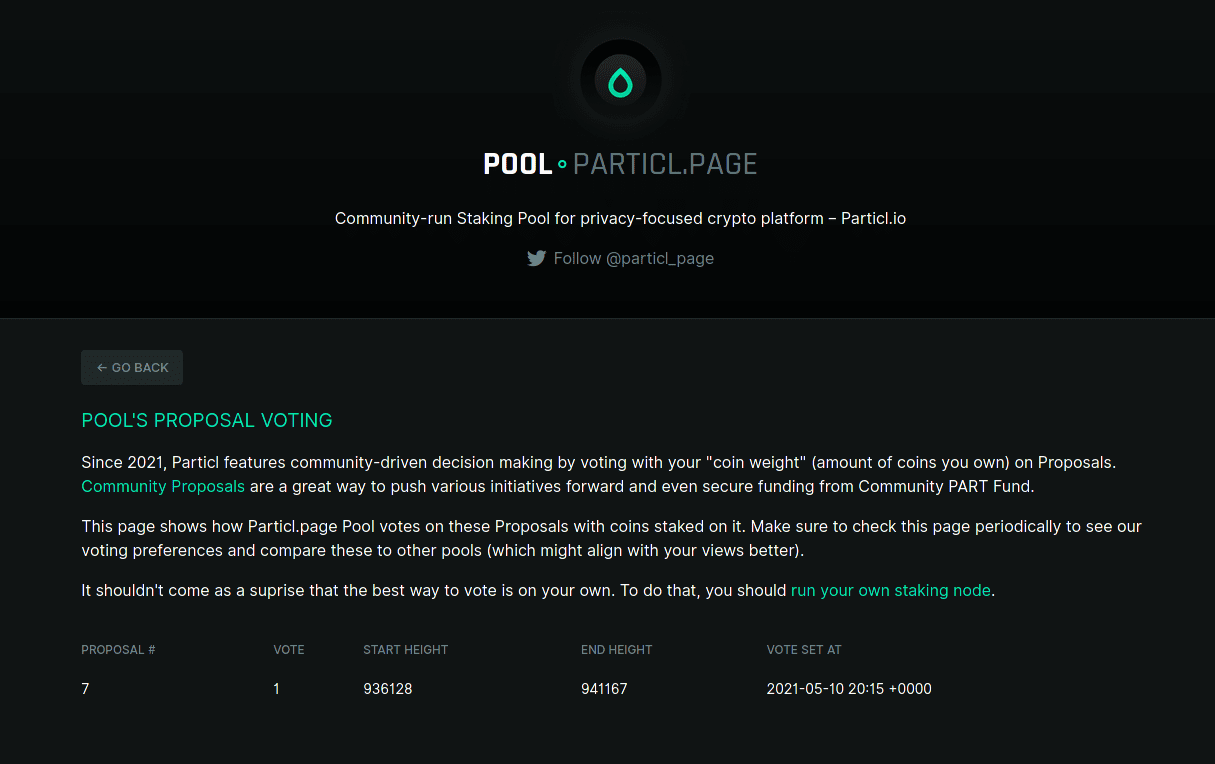 POOL PARTICL.PAGE
Community-run Staking Pool for privacy-focused crypto platform – Particl.io
Follow @particl_page
← GO BACK
POOL'S PROPOSAL VOTING
Since 2021, Particl features community-driven decision making by voting with your "coin weight" (amount of coins you own) on Proposals.
Community Proposals are a great way to push various initiatives forward and even secure funding from Community PART Fund.
This page shows how Particl.page Pool votes on these Proposals with coins staked on it. Make sure to check this page periodically to see our
voting preferences and compare these to other pools (which might align with your views better).
It shouldn't come as a suprise that the best way to vote is on your own. To do that, you should run your own staking node.
PROPOSAL # VOTE START HEIGHT END HEIGHT VOTE SET AT
7 1 936128 941167 2021-05-10 20:15 +0000